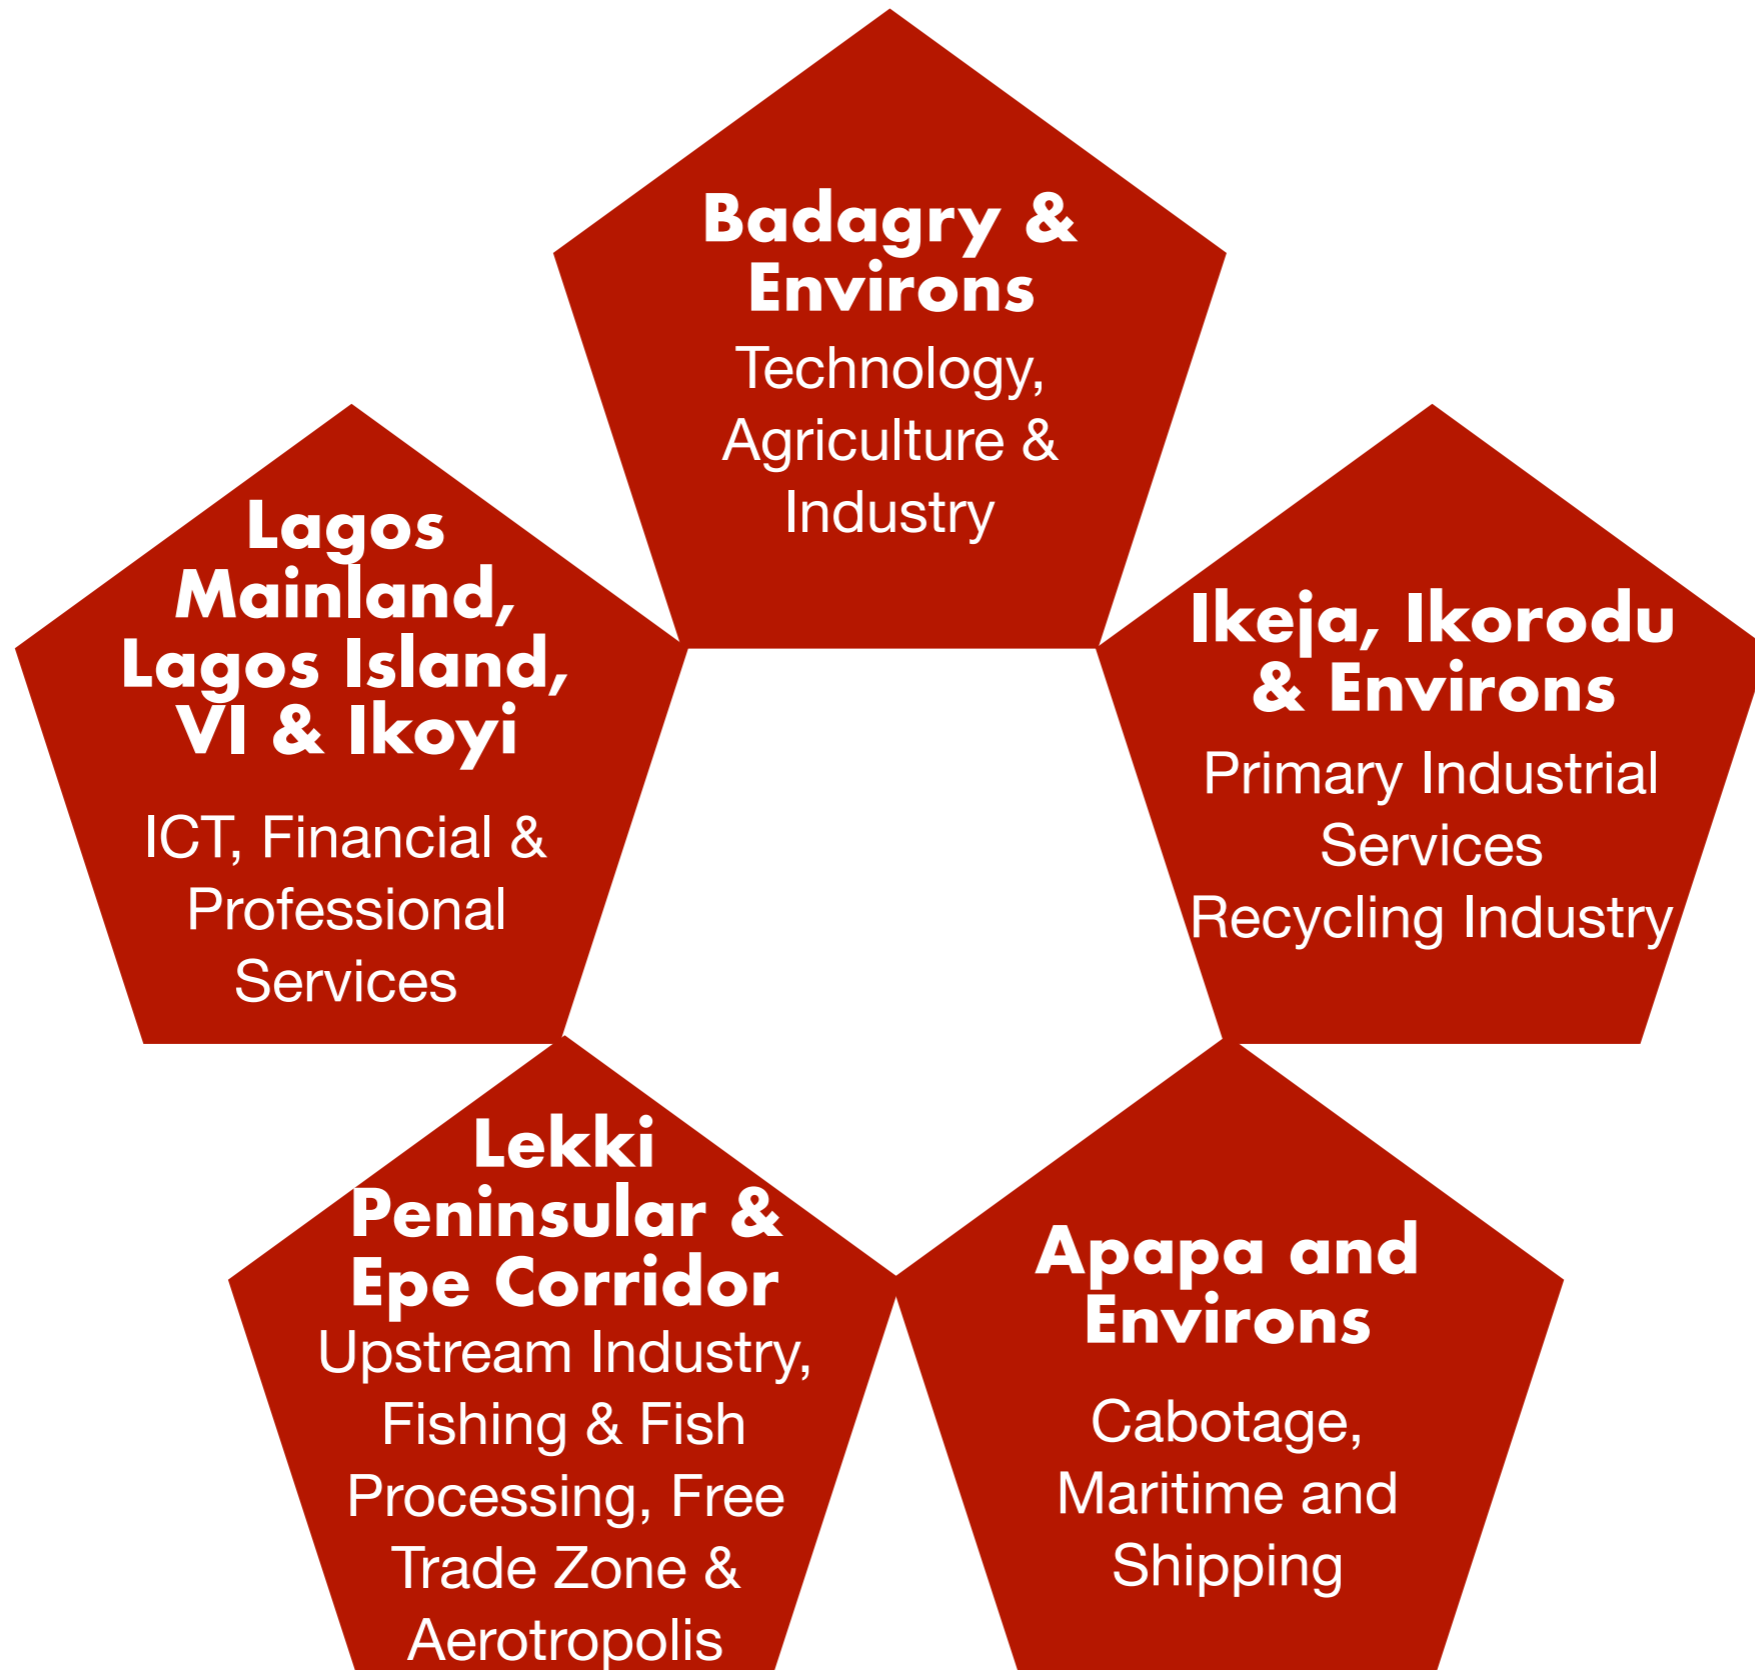 Badagry &
Environs
Technology,
Agriculture &
Industry
Lagos
Mainland,
Lagos Island,
VI & Ikoyi
ICT, Financial &
Professional
Services
Ikeja, Ikorodu
& Environs
Primary Industrial
Services
Recycling Industry
Lekki
Peninsular &
Epe Corridor
Upstream Industry,
Fishing & Fish
Processing, Free
Trade Zone &
Aerotropolis
Apapa and
Environs
Cabotage,
Maritime and
Shipping